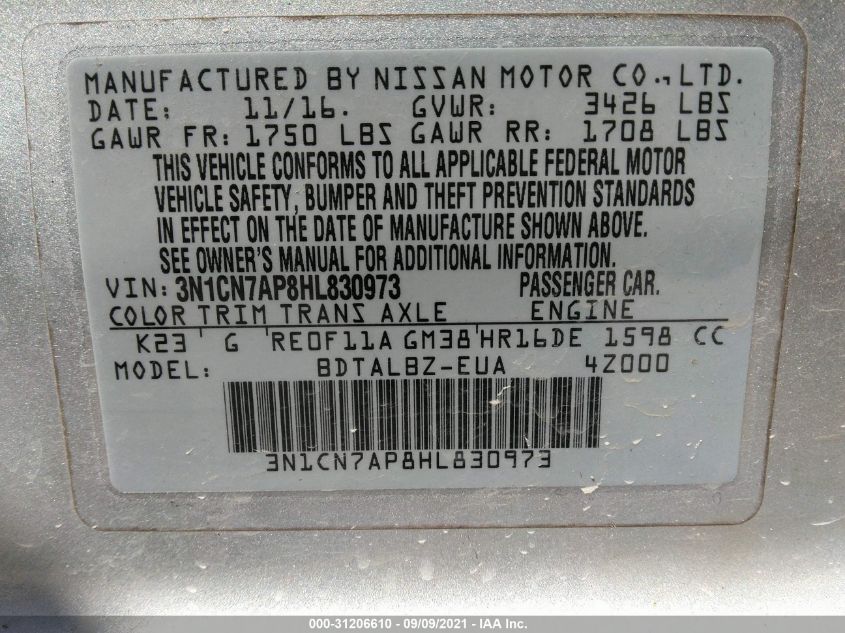 MANUFACTURED BY NISSAN MOTOR CO., LTD.
DATE: 11/16. GVWR: 3426 LBS
GAWR FR: 1750 LBS GAWR RR: 1708 LBS
THIS VEHICLE CONFORMS TO ALL APPLICABLE FEDERAL MOTOR
VEHICLE SAFETY, BUMPER AND THEFT PREVENTION STANDARDS
IN EFFECT ON THE DATE OF MANUFACTURE SHOWN ABOVE.
SEE OWNER'S MANUAL FOR ADDITIONAL INFORMATION.
VIN: 3N1CN7AP8HL830973 PASSENGER CAR.
COLOR TRIM TRANS AXLE ENGINE
K23 ' G RE0F11A GM38 'HR16DE 1598 CC
MODEL: BDTALBZ-EUA 4Z000
3N1CN7AP8HL830973
000-31206610 - 09/09/2021 - IAA Inc.